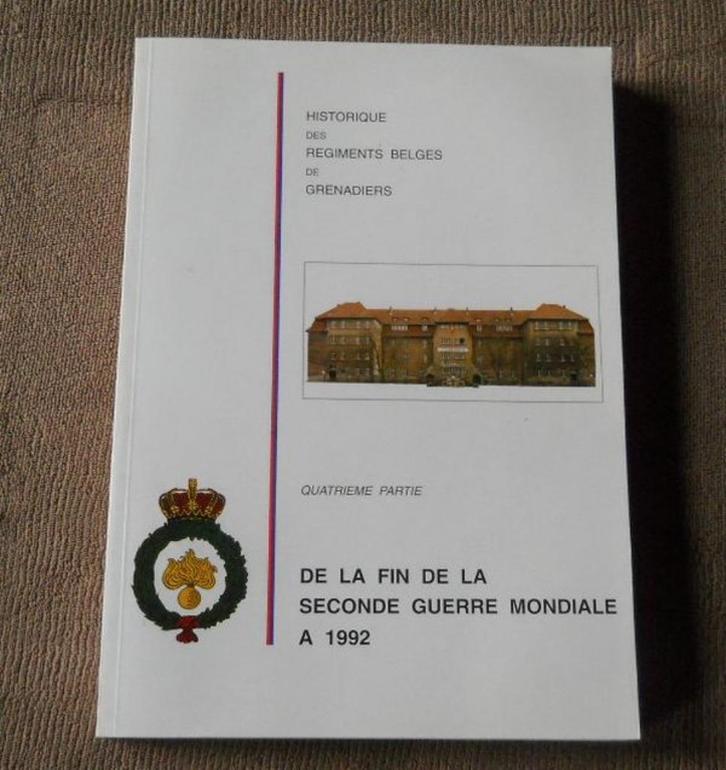 HISTORIQUE
DES
REGIMENTS BELGES
DE
GRENADIERS
QUATRIEME PARTIE
DE LA FIN DE LA
SECONDE GUERRE MONDIALE
A 1992